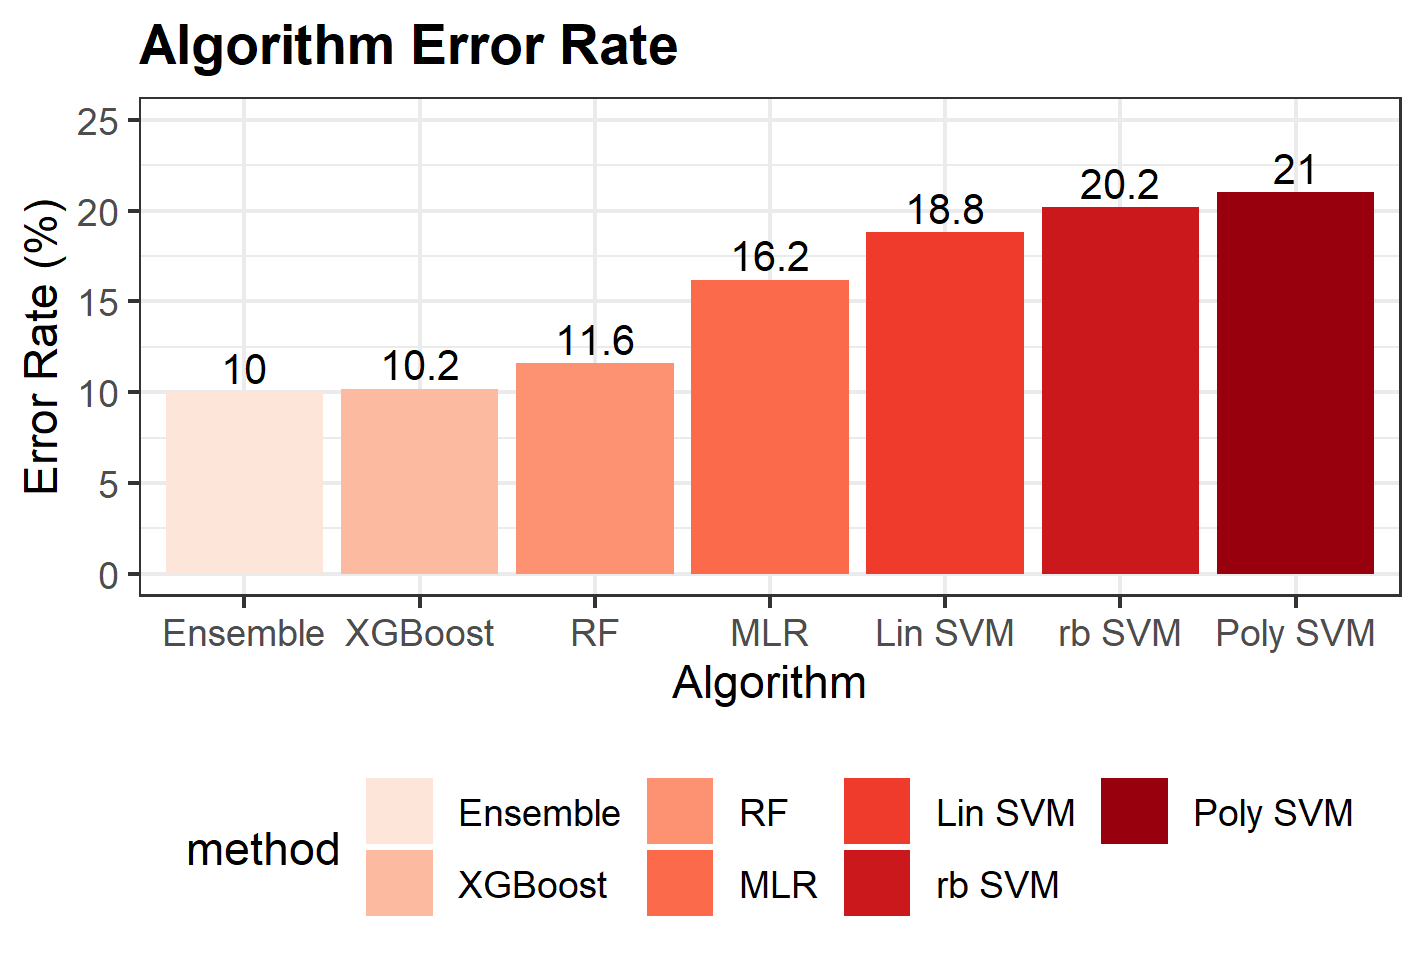 Algorithm Error Rate
Error Rate (%)
25
20
15
10
5
0
10
10.2
11.6
16.2
18.8
20.2
21
Ensemble XGBoost RF MLR Lin SVM rb SVM Poly SVM
Algorithm
method
Ensemble RF Lin SVM Poly SVM
XGBoost MLR rb SVM